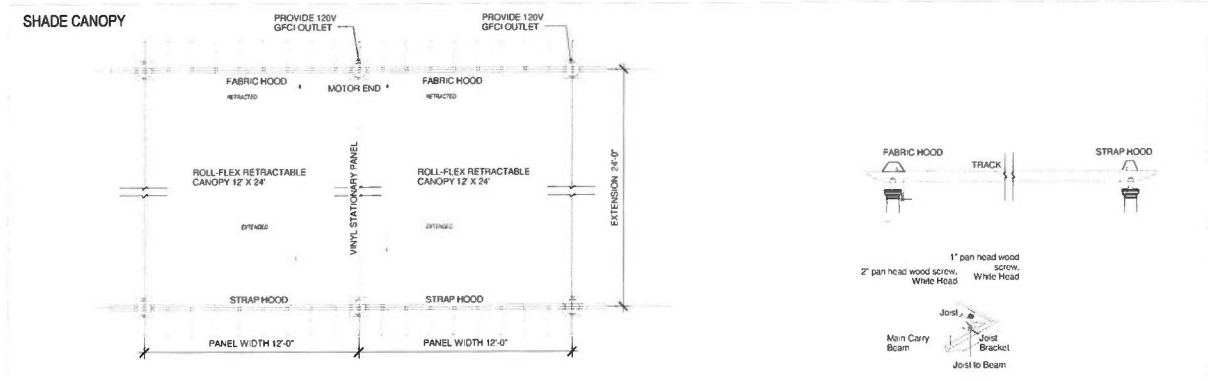 SHADE CANOPY
PROVIDE 120V
GFCI OUTLET
PROVIDE 120V
GFCI OUTLET
FABRIC HOOD
MOTOR END
FABRIC HOOD
RETRACTED
RETRACTED
ROLL-FLEX RETRACTABLE
CANOPY 12' X 24'
VINYL STATIONARY PANEL
ROLL-FLEX RETRACTABLE
CANOPY 12' X 24'
EXTENSION 24'-0"
EXTENDED
EXTENDED
STRAP HOOD
STRAP HOOD
PANEL WIDTH 12'-0"
PANEL WIDTH 12'-0"
FABRIC HOOD
TRACK
STRAP HOOD
2" pan head wood screw,
White Head
1" pan head wood
screw,
White Head
Joist
Main Carry
Beam
Joist
Bracket
Joist to Beam